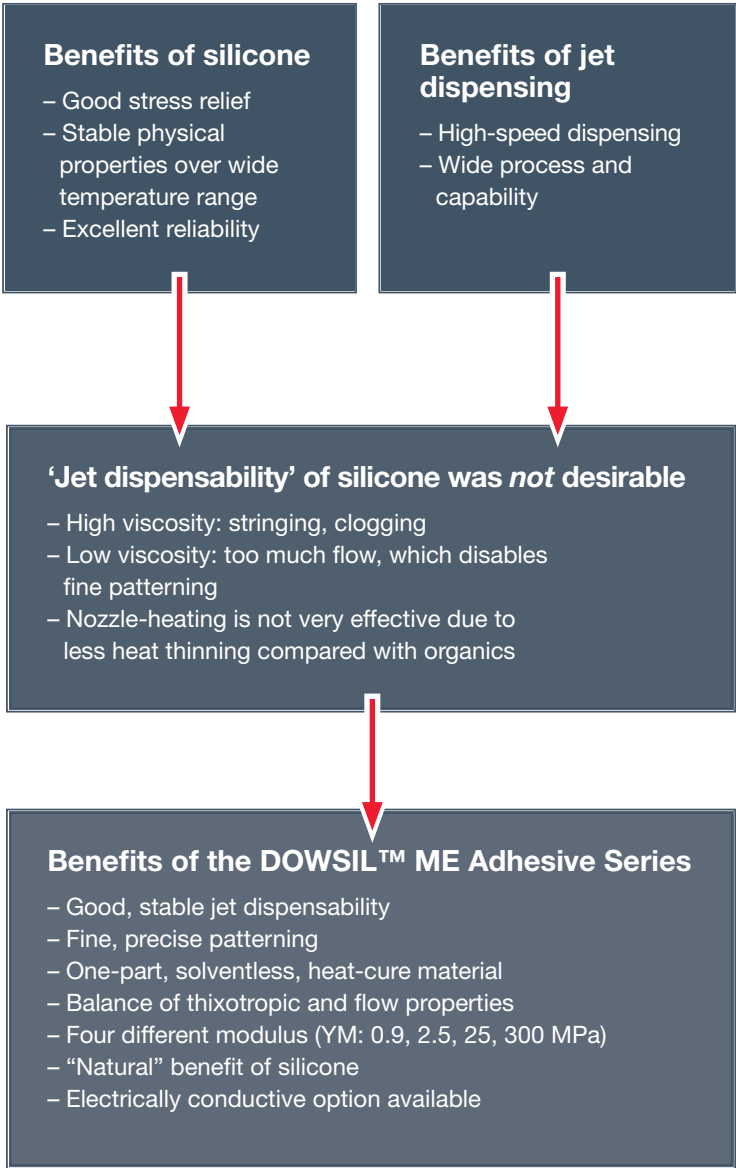 Benefits of silicone
– Good stress relief
– Stable physical
properties over wide
temperature range
– Excellent reliability
Benefits of jet
dispensing
– High-speed dispensing
– Wide process and
capability
‘Jet dispensability’ of silicone was not desirable
– High viscosity: stringing, clogging
– Low viscosity: too much flow, which disables
fine patterning
– Nozzle-heating is not very effective due to
less heat thinning compared with organics
Benefits of the DOWSIL™ ME Adhesive Series
– Good, stable jet dispensability
– Fine, precise patterning
– One-part, solventless, heat-cure material
– Balance of thixotropic and flow properties
– Four different modulus (YM: 0.9, 2.5, 25, 300 MPa)
– “Natural” benefit of silicone
– Electrically conductive option available